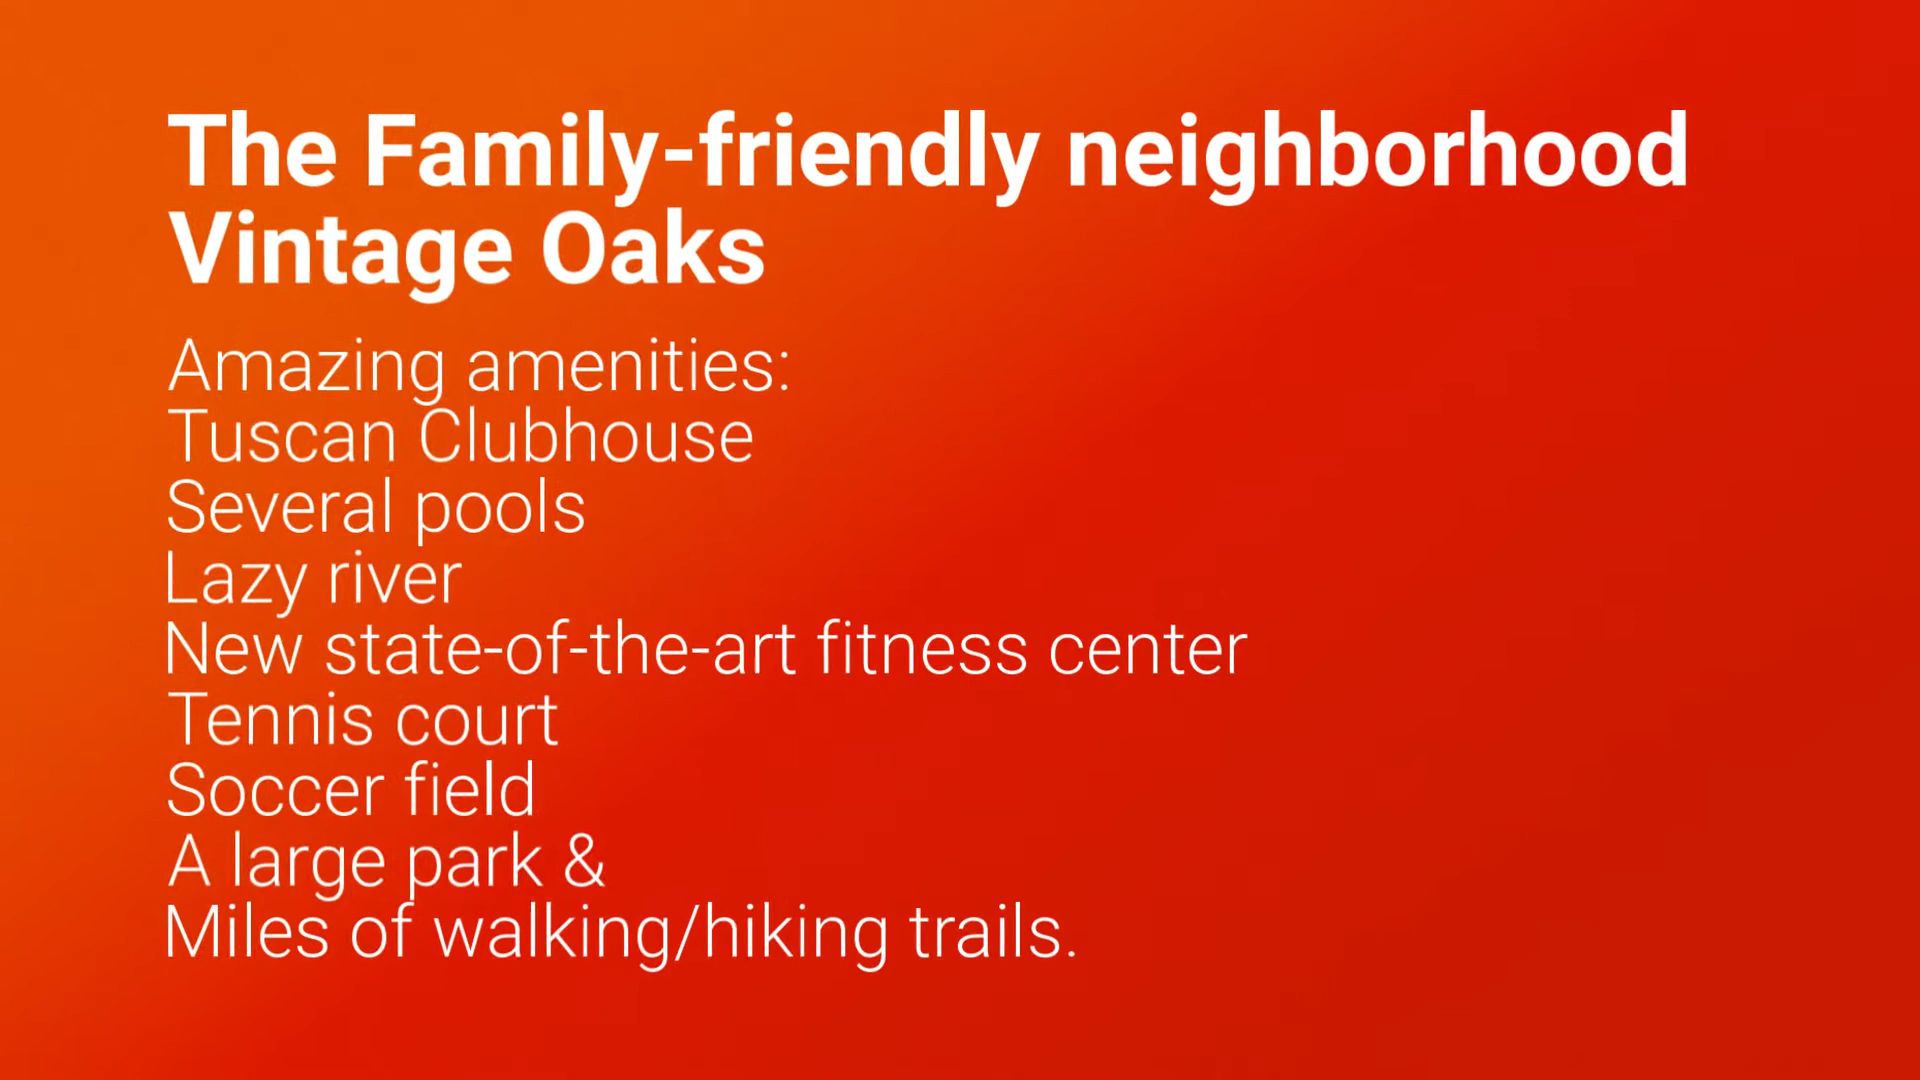 The Family-friendly neighborhood
Vintage Oaks
Amazing amenities:
Tuscan Clubhouse
Several pools
Lazy river
New state-of-the-art fitness center
Tennis court
Soccer field
A large park &
Miles of walking/hiking trails.